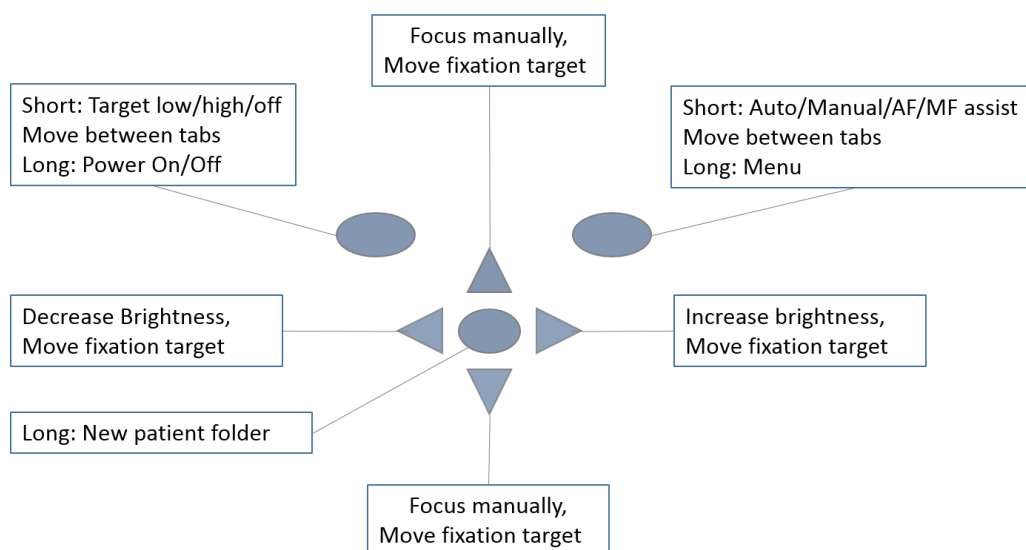 Focus manually,
Move fixation target
Short: Target low/high/off
Move between tabs
Long: Power On/Off
Short: Auto/Manual/AF/MF assist
Move between tabs
Long: Menu
Decrease Brightness,
Move fixation target
Increase brightness,
Move fixation target
Long: New patient folder
Focus manually,
Move fixation target